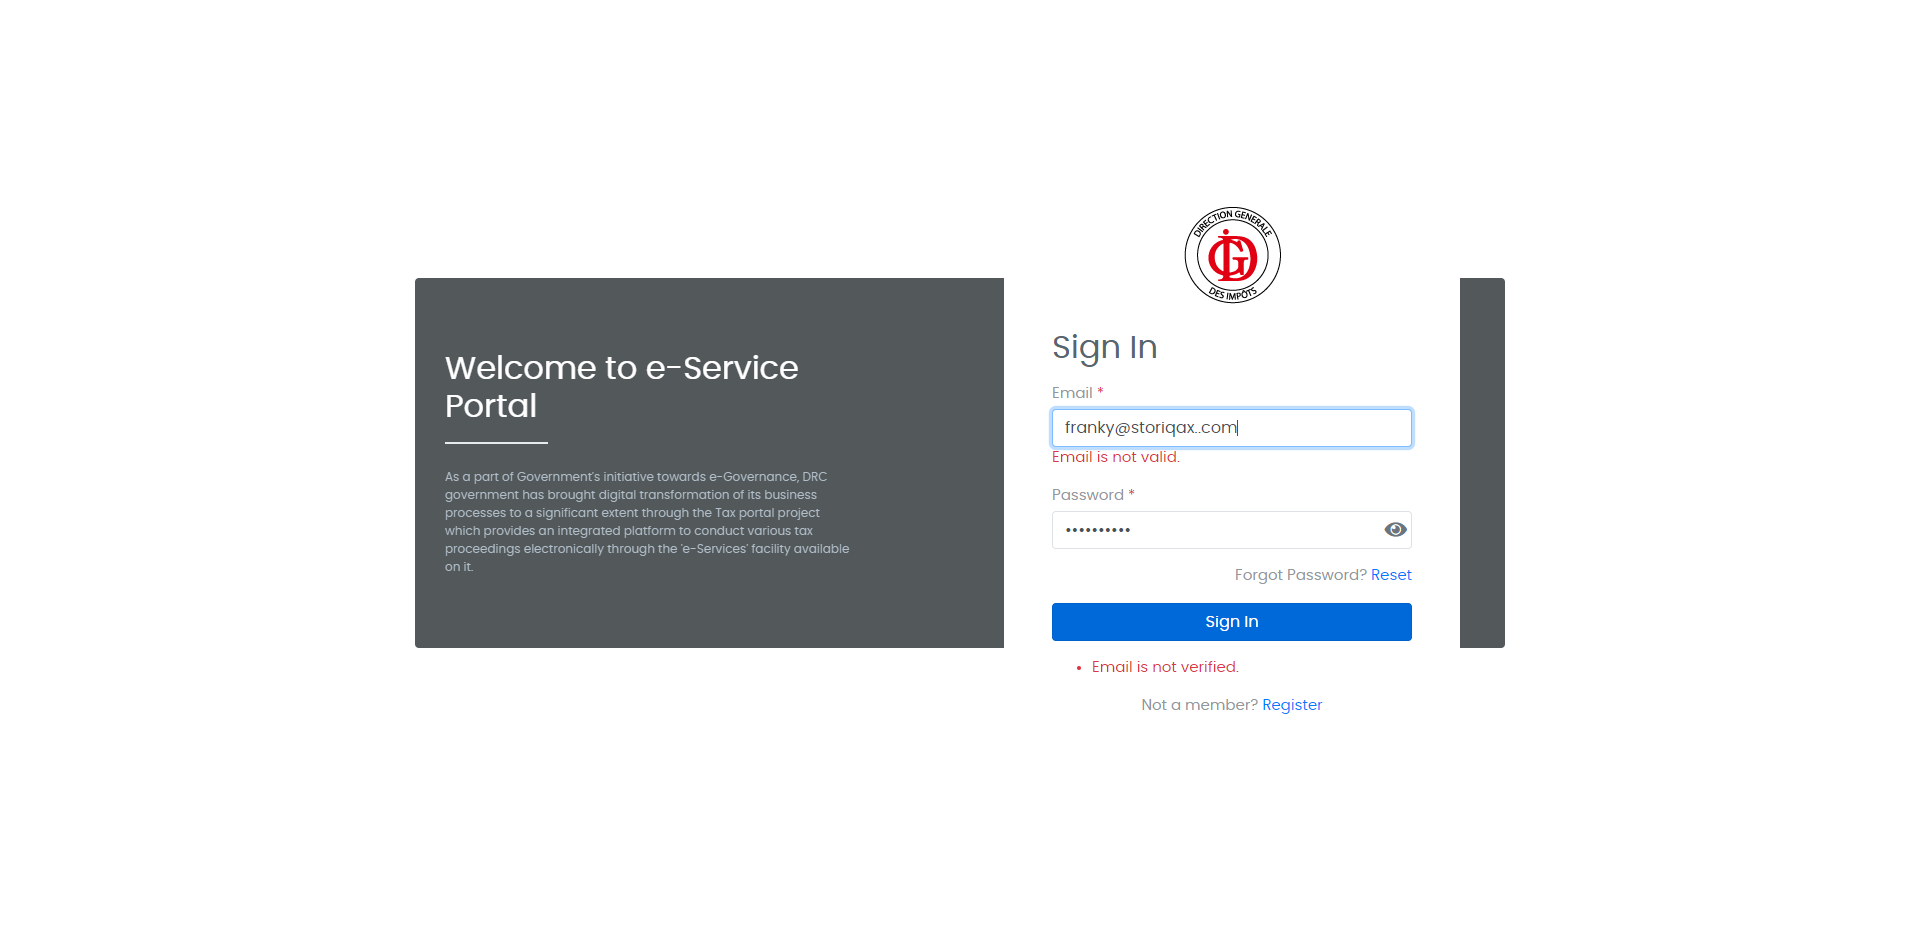 Welcome to e-Service
Portal
As a part of Government's initiative towards e-Governance, DRC
government has brought digital transformation of its business
processes to a significant extent through the Tax portal project
which provides an integrated platform to conduct various tax
proceedings electronically through the 'e-Services' facility available
on it.
DIRECTION GENERALE
DGI
DES IMPÔTS
Sign In
Email *
franky@storiqax..com
Email is not valid.
Password *
••••••••••
Forgot Password? Reset
Sign In
• Email is not verified.
Not a member? Register